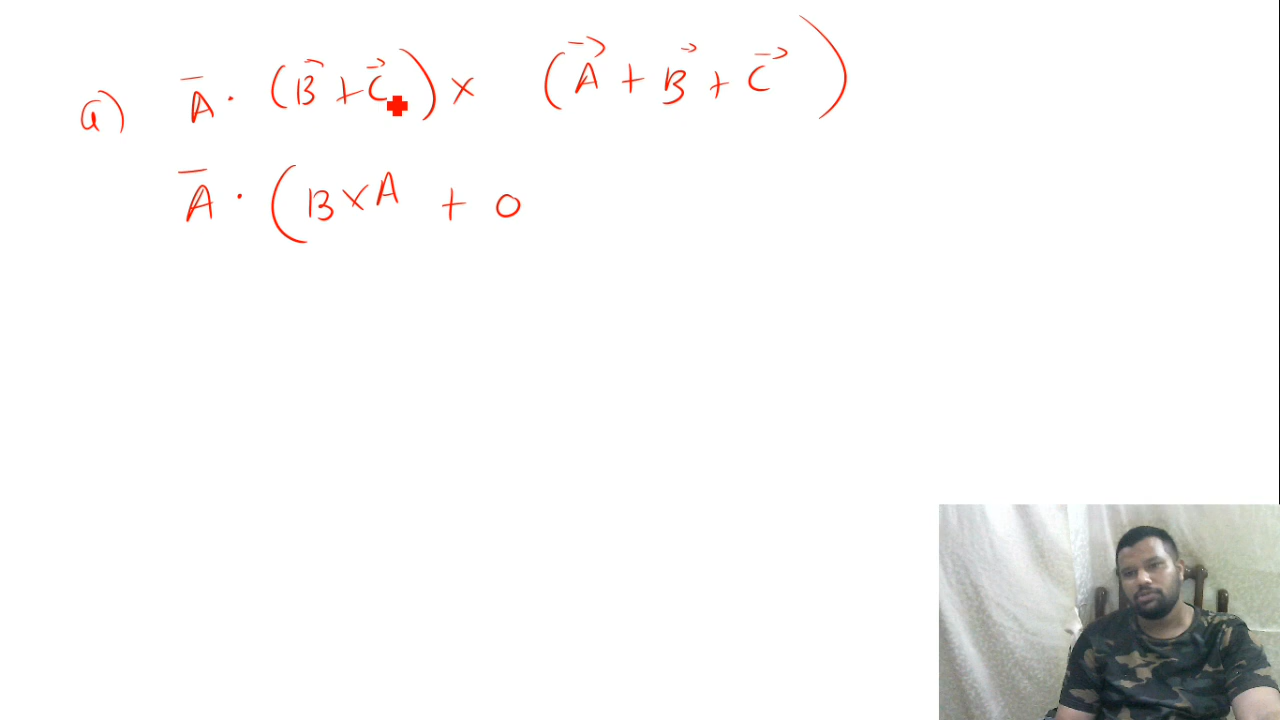 a) A̅ · (B⃗ + C⃗) × (A⃗ + B⃗ + C⃗)
A̅ · (B×A + 0